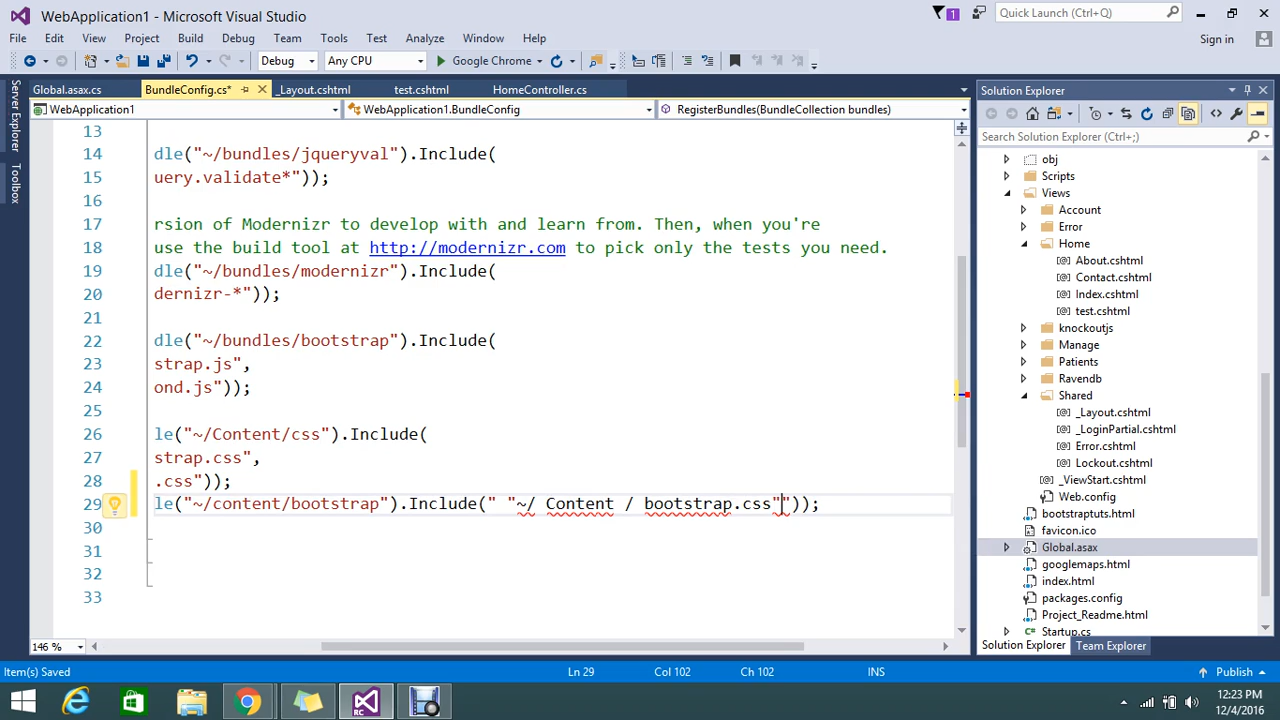 WebApplication1 - Microsoft Visual Studio
1
Quick Launch (Ctrl+Q)
File Edit View Project Build Debug Team Tools Test Analyze Window Help
Sign in
Debug Any CPU Google Chrome
Server Explorer
Toolbox
Global.asax.cs BundleConfig.cs* _Layout.cshtml test.cshtml HomeController.cs
WebApplication1 WebApplication1.BundleConfig RegisterBundles(BundleCollection bundles)
13
14 dle("~/bundles/jqueryval").Include(
15 uery.validate*"));
16
17 rsion of Modernizr to develop with and learn from. Then, when you're
18 use the build tool at http://modernizr.com to pick only the tests you need.
19 dle("~/bundles/modernizr").Include(
20 dernizr-*"));
21
22 dle("~/bundles/bootstrap").Include(
23 strap.js",
24 ond.js"));
25
26 le("~/Content/css").Include(
27 strap.css",
28 .css"));
29 le("~/content/bootstrap").Include(" "~/ Content / bootstrap.css""));
30
31
32
33
146 %
Solution Explorer
Search Solution Explorer (Ctrl+;)
obj
Scripts
Views
Account
Error
Home
About.cshtml
Contact.cshtml
Index.cshtml
test.cshtml
knockoutjs
Manage
Patients
Ravendb
Shared
_Layout.cshtml
_LoginPartial.cshtml
Error.cshtml
Lockout.cshtml
_ViewStart.cshtml
Web.config
bootstraptuts.html
favicon.ico
Global.asax
googlemaps.html
index.html
packages.config
Project_Readme.html
Startup.cs
Solution Explorer Team Explorer
Item(s) Saved Ln 29 Col 102 Ch 102 INS Publish
RC
12:23 PM
12/4/2016